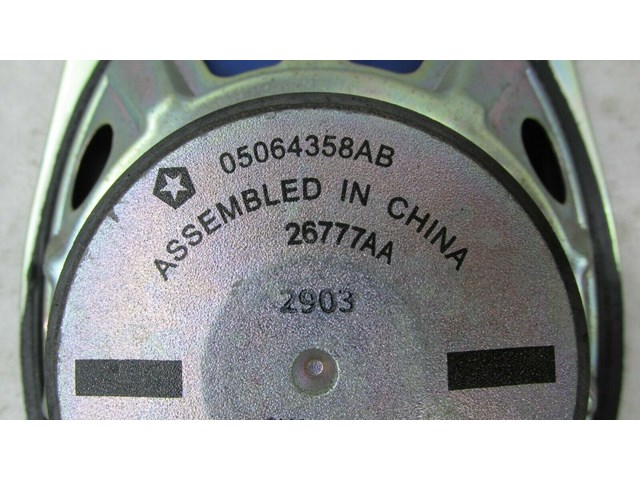 05064358AB
ASSEMBLED IN CHINA
26777AA
2903